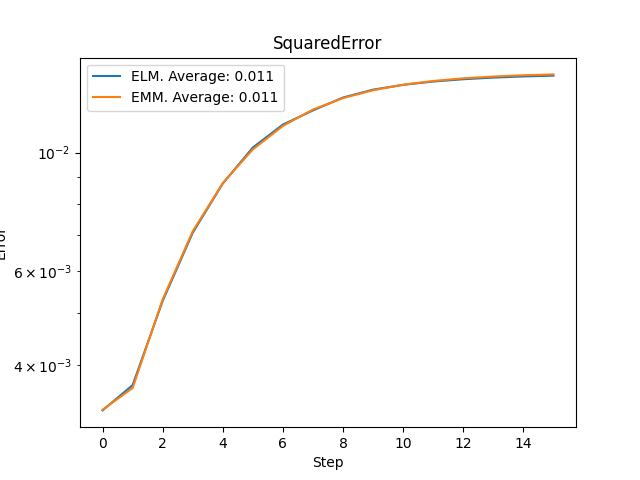 SquaredError
ELM. Average: 0.011
EMM. Average: 0.011
10⁻²
6 × 10⁻³
4 × 10⁻³
Error
0 2 4 6 8 10 12 14
Step